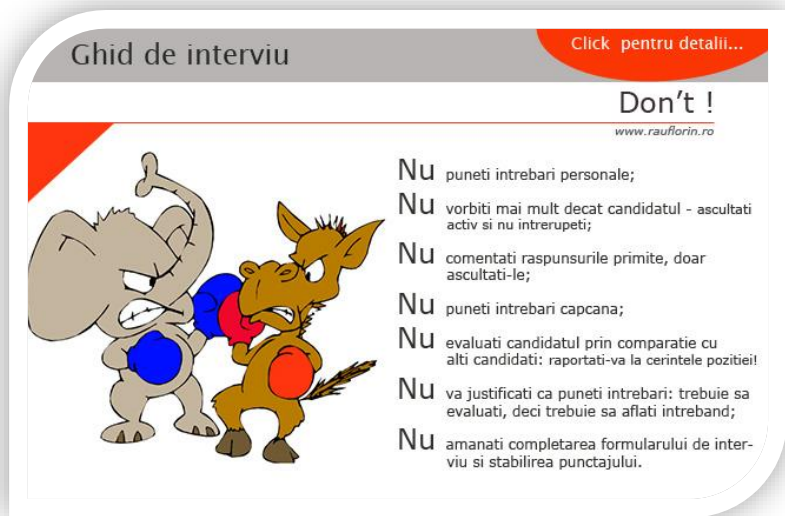 Ghid de interviu
Click pentru detalii...
Don't !
www.rauflorin.ro
Nu puneti intrebari personale;
Nu vorbiti mai mult decat candidatul - ascultati
activ si nu intrerupeti;
Nu comentati raspunsurile primite, doar
ascultati-le;
Nu puneti intrebari capcana;
Nu evaluati candidatul prin comparatie cu
alti candidati: raportati-va la cerintele pozitiei!
Nu va justificati ca puneti intrebari: trebuie sa
evaluati, deci trebuie sa aflati intreband;
Nu amanati completarea formularului de inter-
viu si stabilirea punctajului.